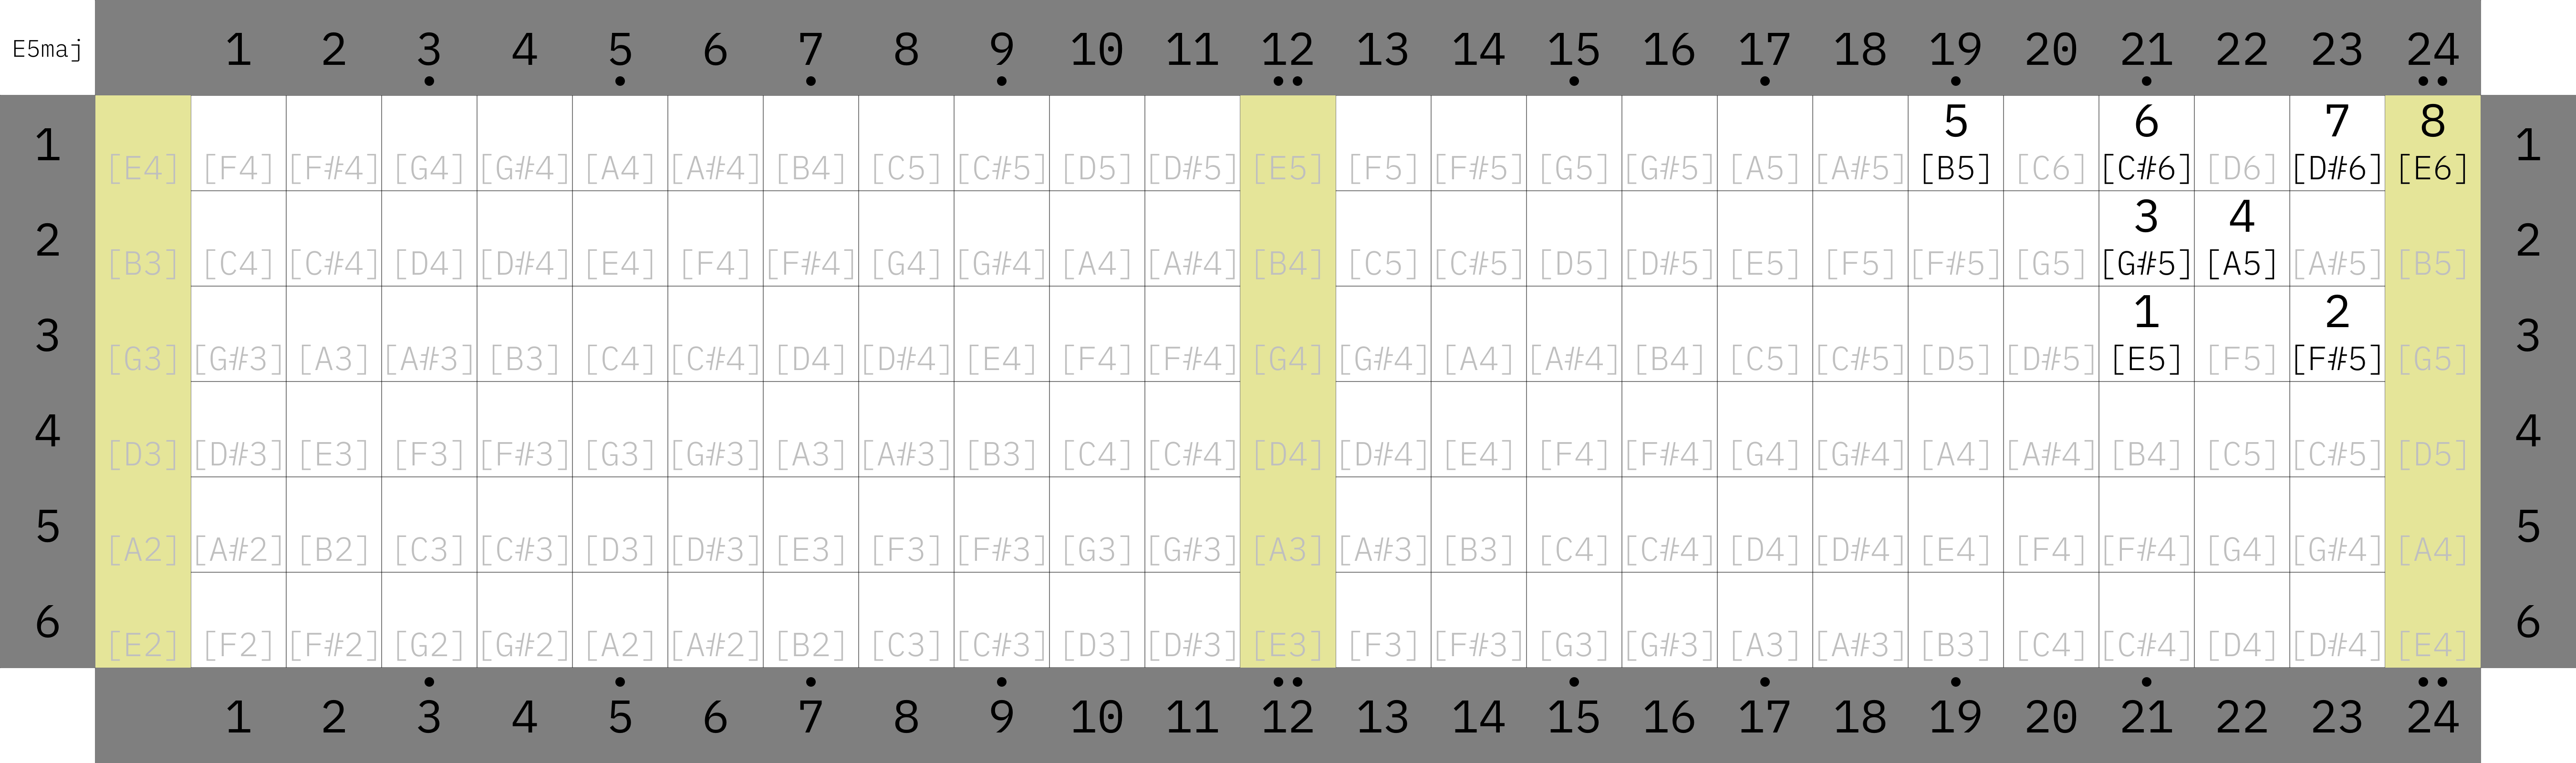 E5maj 1 2 3 4 5 6 7 8 9 10 11 12 13 14 15 16 17 18 19 20 21 22 23 24
5 6 7 8
1 [E4] [F4] [F#4] [G4] [G#4] [A4] [A#4] [B4] [C5] [C#5] [D5] [D#5] [E5] [F5] [F#5] [G5] [G#5] [A5] [A#5] [B5] [C6] [C#6] [D6] [D#6] [E6] 1
3 4
2 [B3] [C4] [C#4] [D4] [D#4] [E4] [F4] [F#4] [G4] [G#4] [A4] [A#4] [B4] [C5] [C#5] [D5] [D#5] [E5] [F5] [F#5] [G5] [G#5] [A5] [A#5] [B5] 2
1 2
3 [G3] [G#3] [A3] [A#3] [B3] [C4] [C#4] [D4] [D#4] [E4] [F4] [F#4] [G4] [G#4] [A4] [A#4] [B4] [C5] [C#5] [D5] [D#5] [E5] [F5] [F#5] [G5] 3
4 [D3] [D#3] [E3] [F3] [F#3] [G3] [G#3] [A3] [A#3] [B3] [C4] [C#4] [D4] [D#4] [E4] [F4] [F#4] [G4] [G#4] [A4] [A#4] [B4] [C5] [C#5] [D5] 4
5 [A2] [A#2] [B2] [C3] [C#3] [D3] [D#3] [E3] [F3] [F#3] [G3] [G#3] [A3] [A#3] [B3] [C4] [C#4] [D4] [D#4] [E4] [F4] [F#4] [G4] [G#4] [A4] 5
6 [E2] [F2] [F#2] [G2] [G#2] [A2] [A#2] [B2] [C3] [C#3] [D3] [D#3] [E3] [F3] [F#3] [G3] [G#3] [A3] [A#3] [B3] [C4] [C#4] [D4] [D#4] [E4] 6
1 2 3 4 5 6 7 8 9 10 11 12 13 14 15 16 17 18 19 20 21 22 23 24